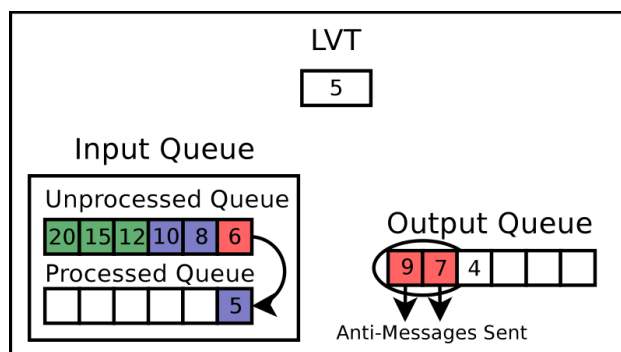 LVT
5
Input Queue
Unprocessed Queue
20 15 12 10 8 6
Processed Queue
5
Output Queue
9 7 4
Anti-Messages Sent